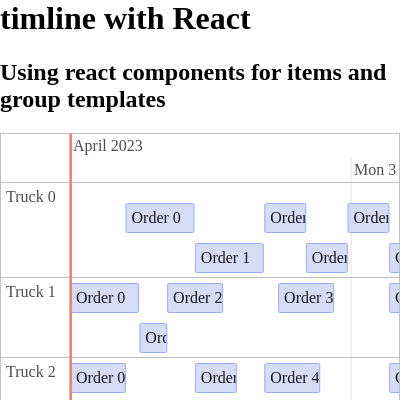 timline with React
Using react components for items and
group templates
April 2023
Mon 3
Truck 0
Order 0
Order
Order
Order 1
Order
Truck 1
Order 0
Order 2
Order 3
Ord
Truck 2
Order 0
Order
Order 4